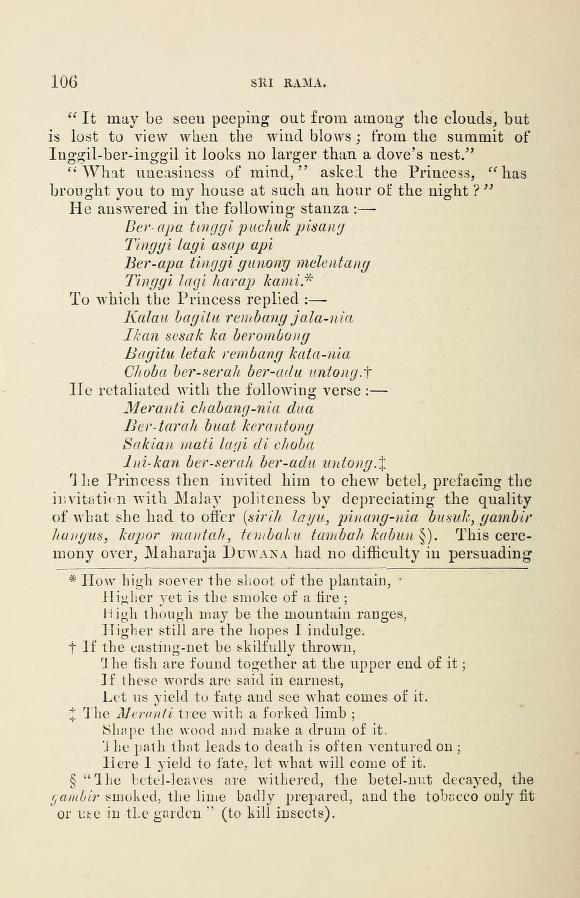 106 SRI RAMA.
“ It may be seen peeping out from among the clouds, but
is lost to view when the wind blows ; from the summit of
Inggil-ber-inggil it looks no larger than a dove’s nest.”
“ What uneasiness of mind,” asked the Princess, “ has
brought you to my house at such an hour of the night ? ”
He answered in the following stanza :—
Ber-apa tinggi puchuk pisang
Tinggi lagi asap api
Ber-apa tinggi gunong melentang
Tinggi lagi harap kami.*
To which the Princess replied :—
Kalau bagitu rembang jala-nia
Ikan sesak ka berombong
Bagitu letak rembang kata-nia
Choba ber-serah ber-adu untong.†
He retaliated with the following verse :—
Meranti chabang-nia dua
Ber-tarah buat kerantong
Sakian mati lagi di choba
Ini-kan ber-serah ber-adu untong.‡
The Princess then invited him to chew betel, prefacing the
invitation with Malay politeness by depreciating the quality
of what she had to offer (sirih layu, pinang-nia busuk, gambir
hangus, kapor mantah, tembaku tambah kabun §). This cere-
mony over, Maharaja DUWANA had no difficulty in persuading
* How high soever the shoot of the plantain,
Higher yet is the smoke of a fire ;
High though may be the mountain ranges,
Higher still are the hopes I indulge.
† If the casting-net be skilfully thrown,
The fish are found together at the upper end of it ;
If these words are said in earnest,
Let us yield to fate and see what comes of it.
‡ The Meranti tree with a forked limb ;
Shape the wood and make a drum of it.
The path that leads to death is often ventured on ;
Here I yield to fate, let what will come of it.
§ “ The betel-leaves are withered, the betel-nut decayed, the
gambir smoked, the lime badly prepared, and the tobacco only fit
or use in the garden ” (to kill insects).